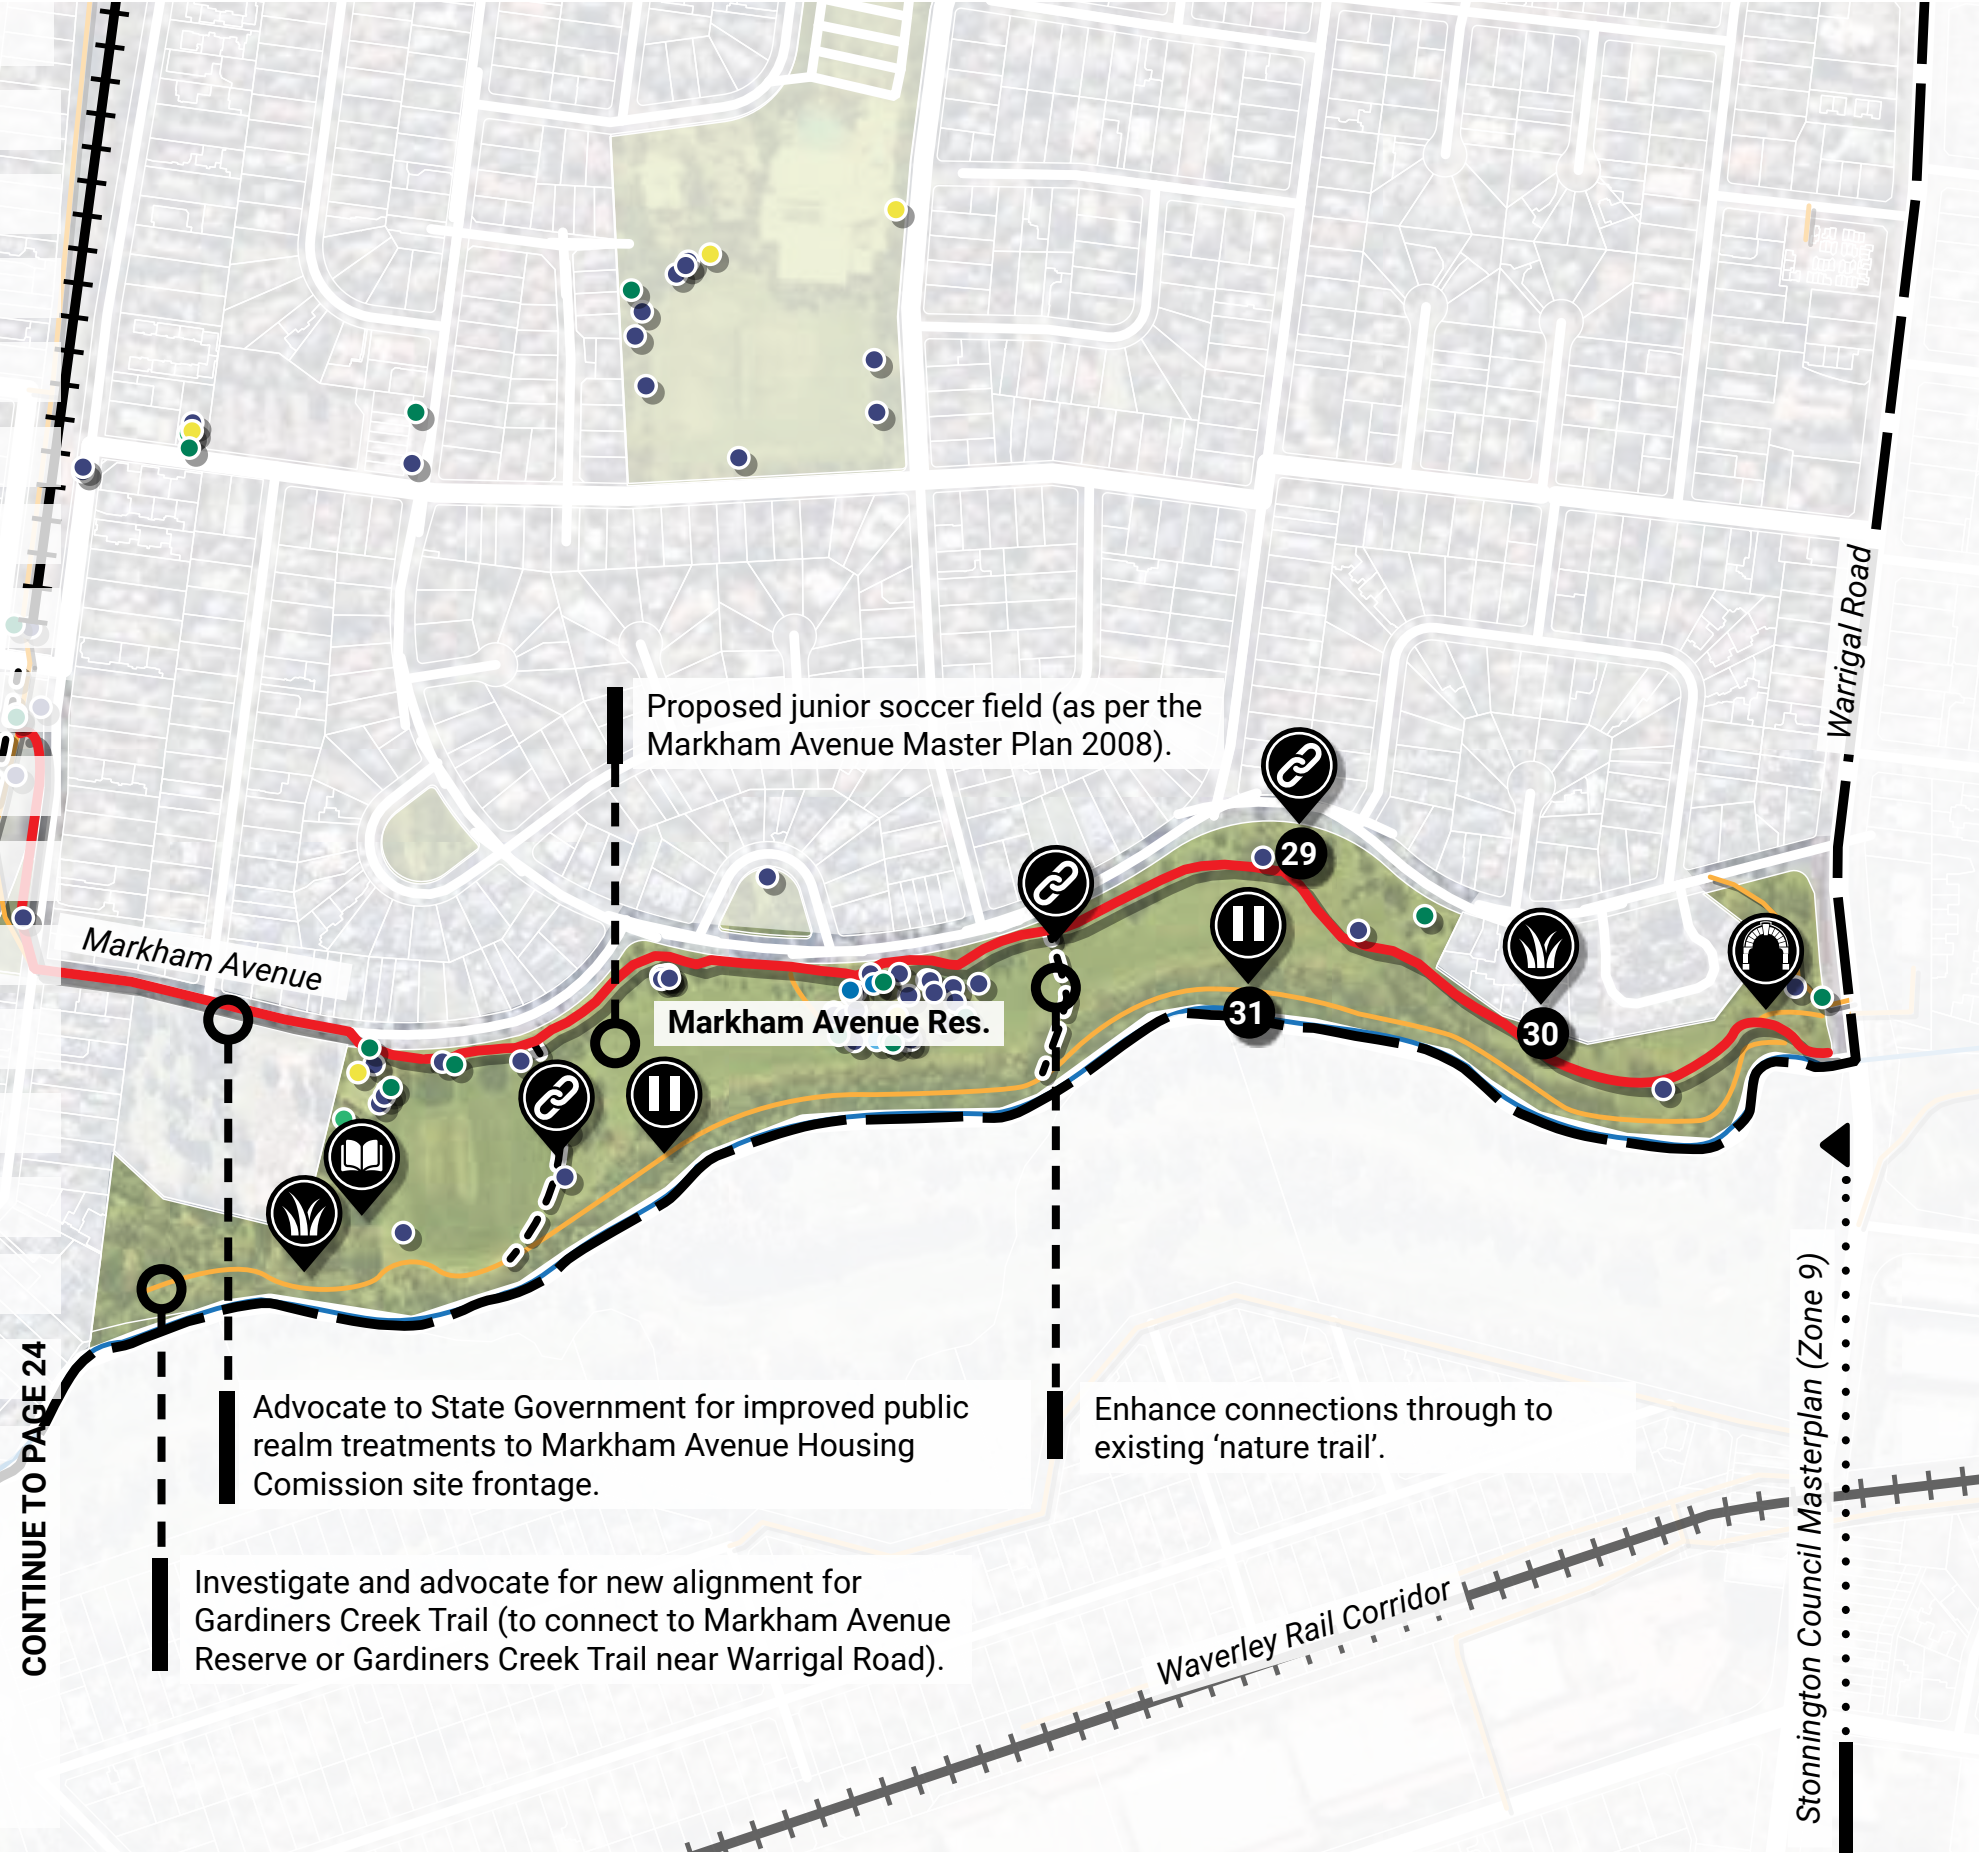 Warrigal Road
Proposed junior soccer field (as per the
Markham Avenue Master Plan 2008).
29
Markham Avenue
31
30
Markham Avenue Res.
CONTINUE TO PAGE 24
Advocate to State Government for improved public
realm treatments to Markham Avenue Housing
Comission site frontage.
Enhance connections through to
existing ‘nature trail’.
Investigate and advocate for new alignment for
Gardiners Creek Trail (to connect to Markham Avenue
Reserve or Gardiners Creek Trail near Warrigal Road).
Waverley Rail Corridor
Stonnington Council Masterplan (Zone 9)